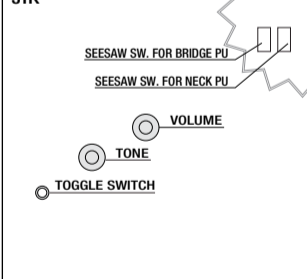 SEESAW SW. FOR BRIDGE PU
SEESAW SW. FOR NECK PU
VOLUME
TONE
TOGGLE SWITCH